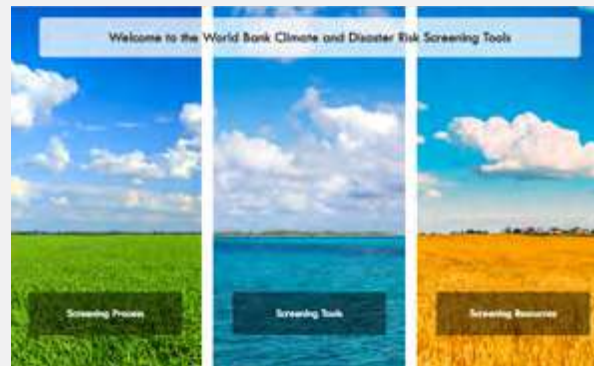 Welcome to the World Bank Climate and Disaster Risk Screening Tools
Screening Process
Screening Tools
Screening Resources